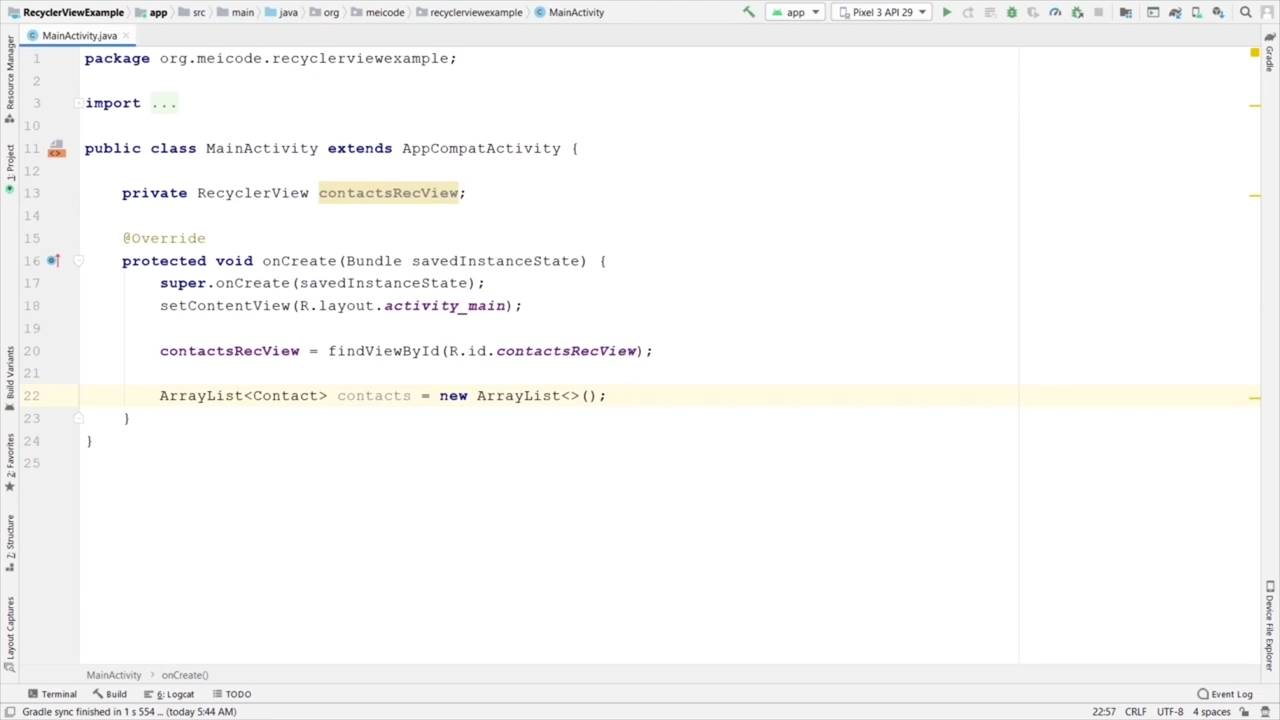 RecyclerViewExample app src main java org meicode recyclerviewexample MainActivity app Pixel 3 API 29
MainActivity.java
1 package org.meicode.recyclerviewexample;
2
3 import ...
10
11 public class MainActivity extends AppCompatActivity {
12
13 private RecyclerView contactsRecView;
14
15 @Override
16 protected void onCreate(Bundle savedInstanceState) {
17 super.onCreate(savedInstanceState);
18 setContentView(R.layout.activity_main);
19
20 contactsRecView = findViewById(R.id.contactsRecView);
21
22 ArrayList<Contact> contacts = new ArrayList<>();
23 }
24 }
25
Resource Manager
1: Project
Build Variants
2: Favorites
7: Structure
Layout Captures
Gradle
Device File Explorer
MainActivity > onCreate()
Terminal Build 6: Logcat TODO Event Log
Gradle sync finished in 1 s 554 ... (today 5:44 AM) 22:57 CRLF UTF-8 4 spaces